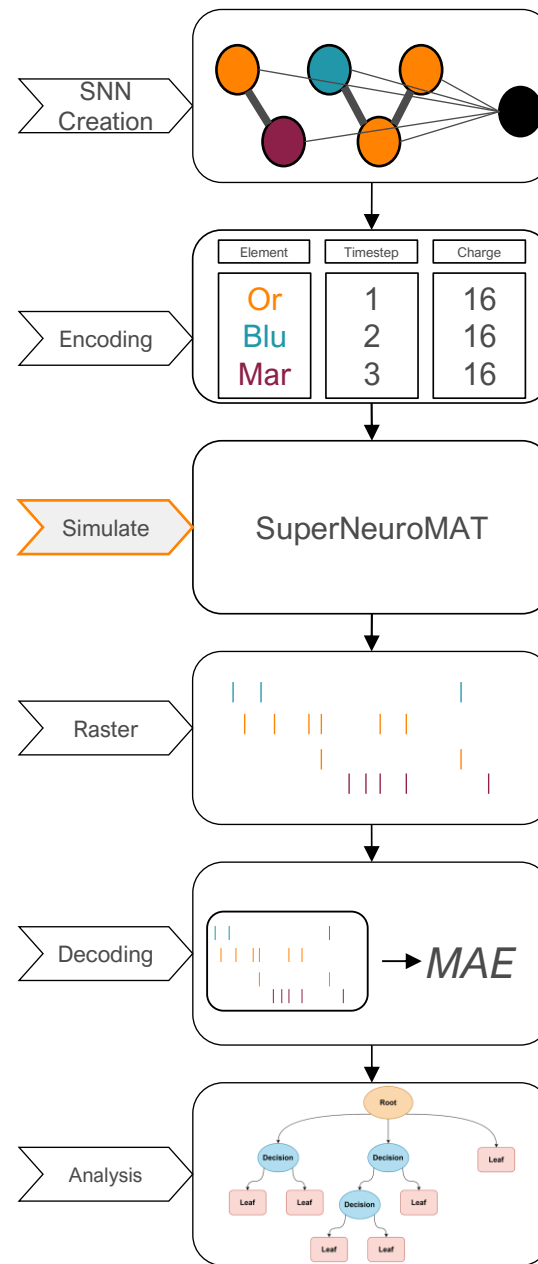 SNN
Creation
Element Timestep Charge
Or 1 16
Blu 2 16
Mar 3 16
Encoding
Simulate
SuperNeuroMAT
Raster
Decoding
MAE
Analysis
Root
Decision Decision Leaf
Leaf Leaf Decision Leaf
Leaf Leaf